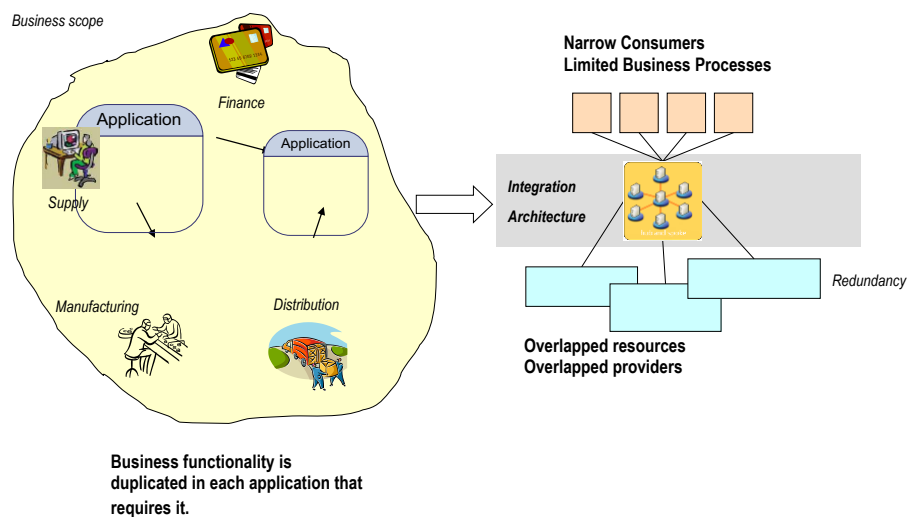 Business scope
Finance
Application
Application
Supply
Manufacturing
Distribution
Business functionality is
duplicated in each application that
requires it.
Narrow Consumers
Limited Business Processes
Integration
Architecture
Redundancy
Overlapped resources
Overlapped providers